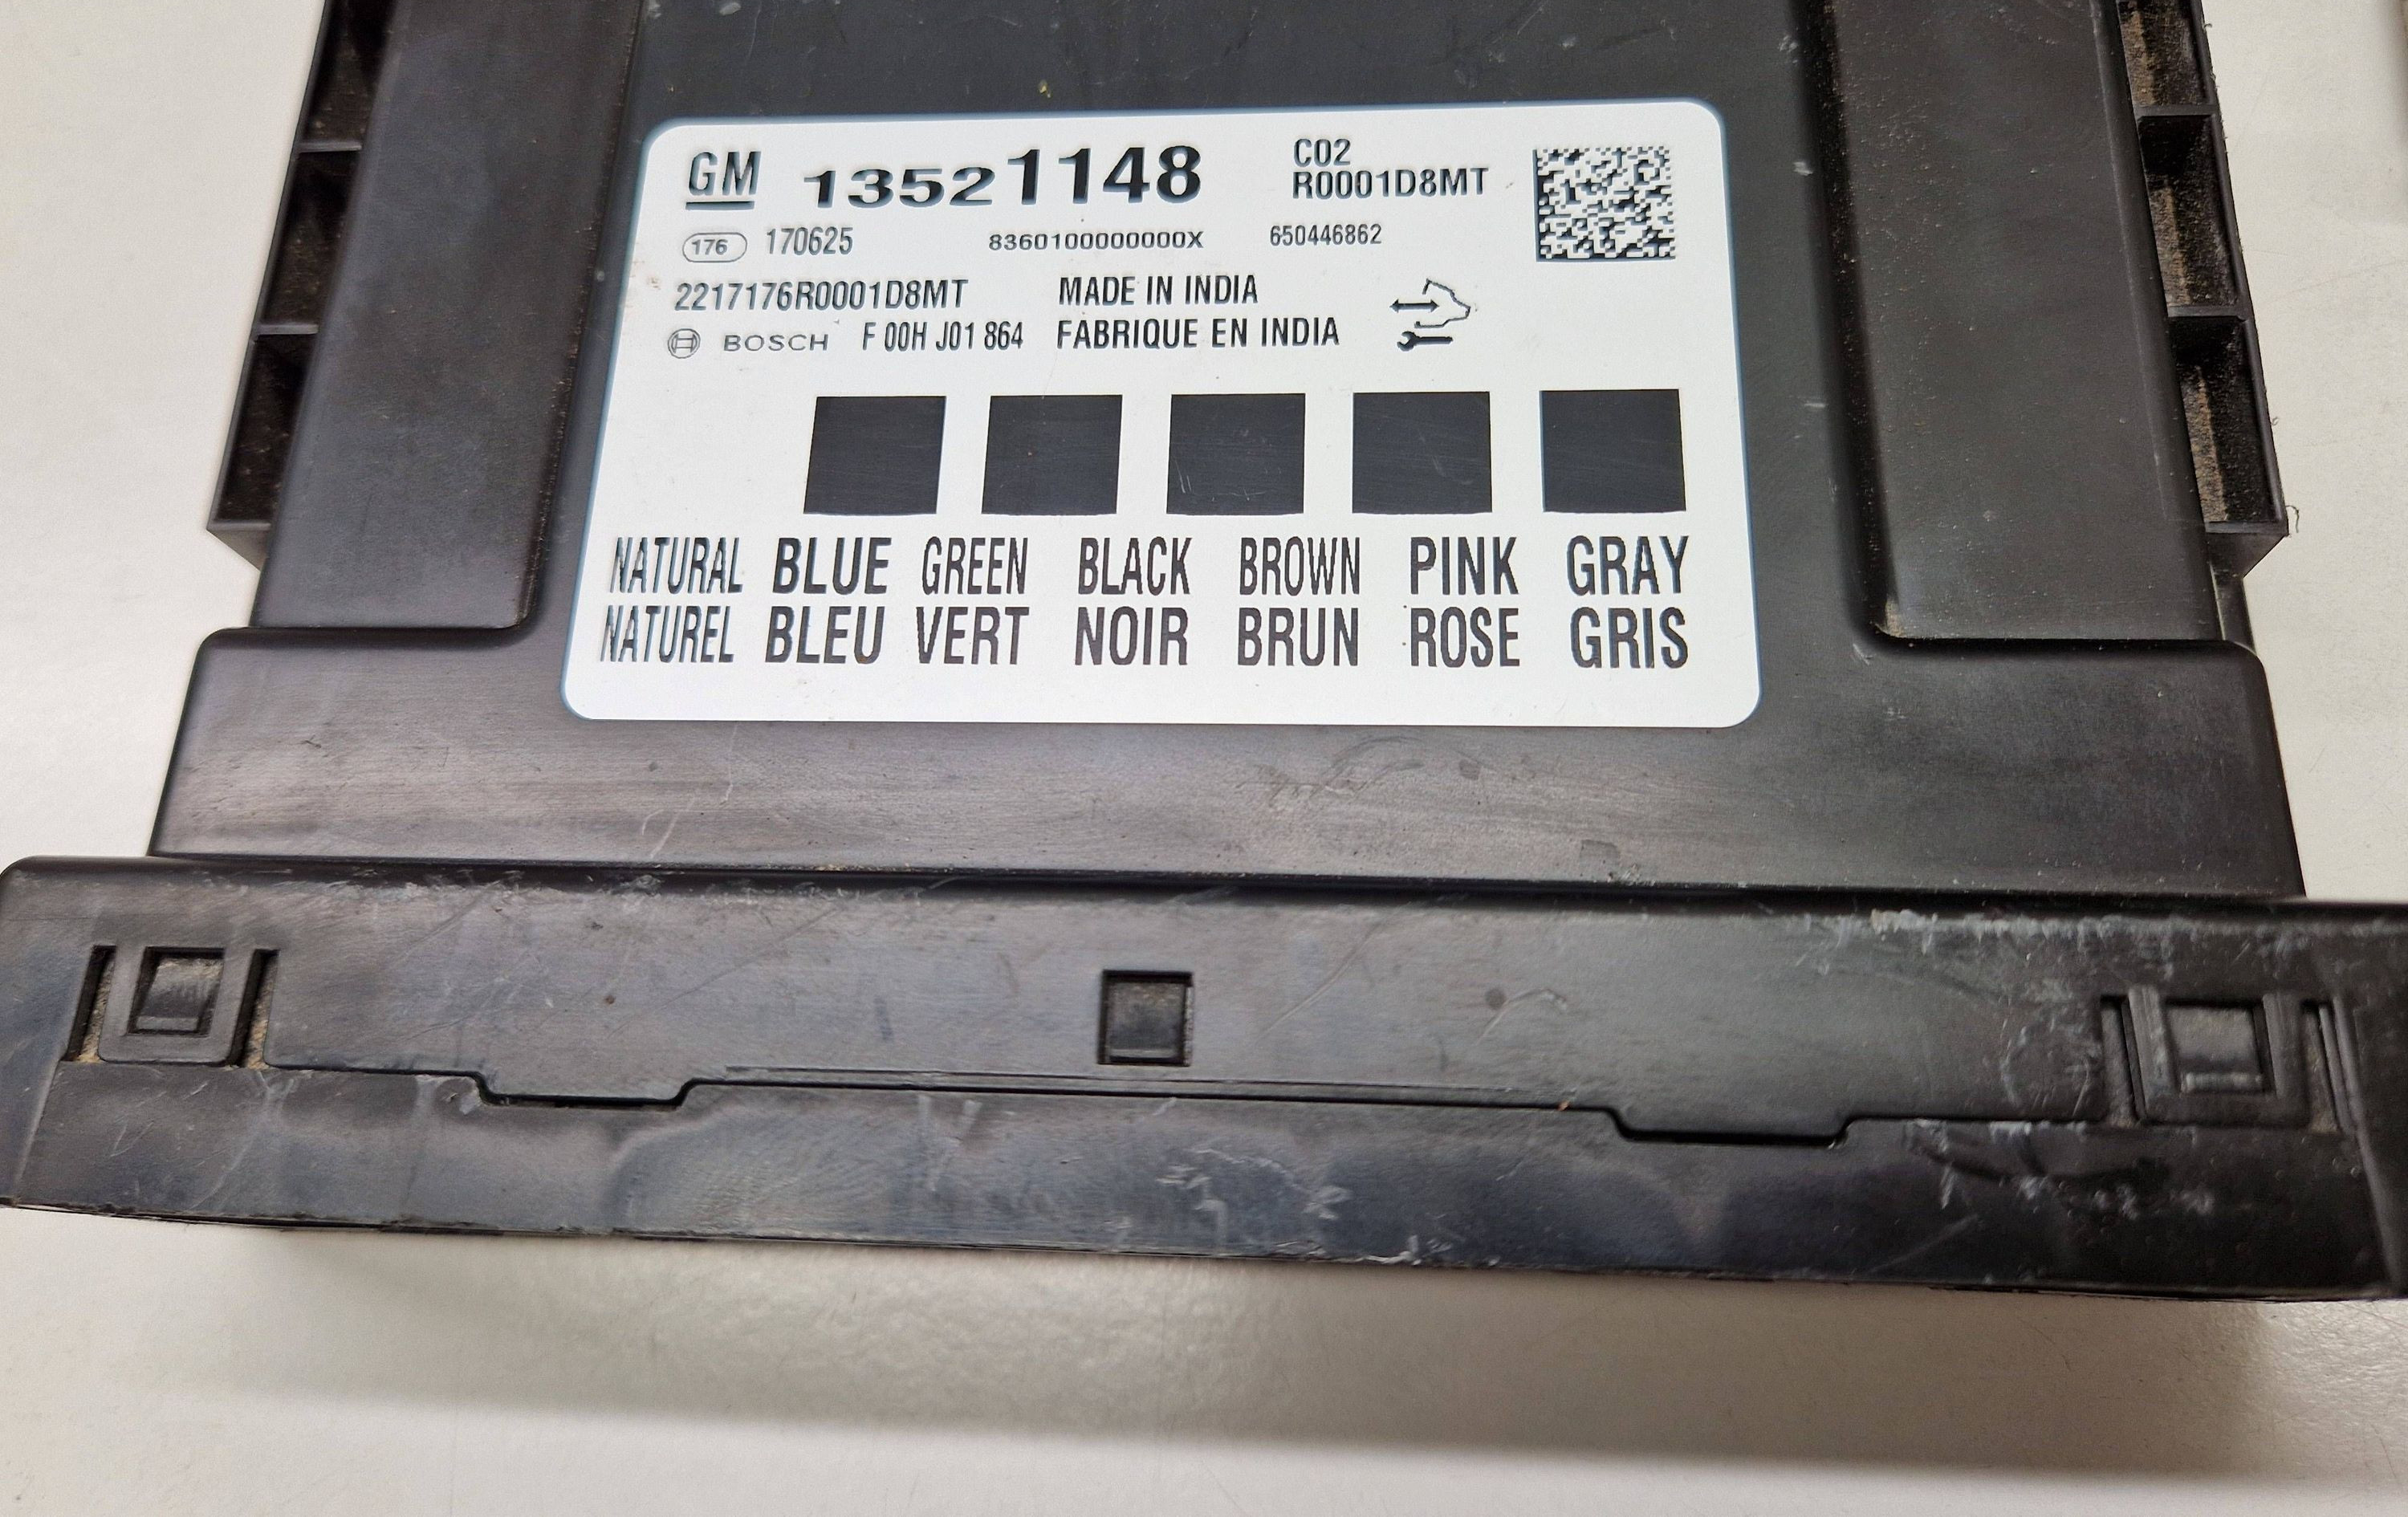 GM 13521148 C02
R0001D8MT
176 170625 8360100000000X 650446862
2217176R0001D8MT MADE IN INDIA
BOSCH F 00H J01 864 FABRIQUE EN INDIA
NATURAL BLUE GREEN BLACK BROWN PINK GRAY
NATUREL BLEU VERT NOIR BRUN ROSE GRIS